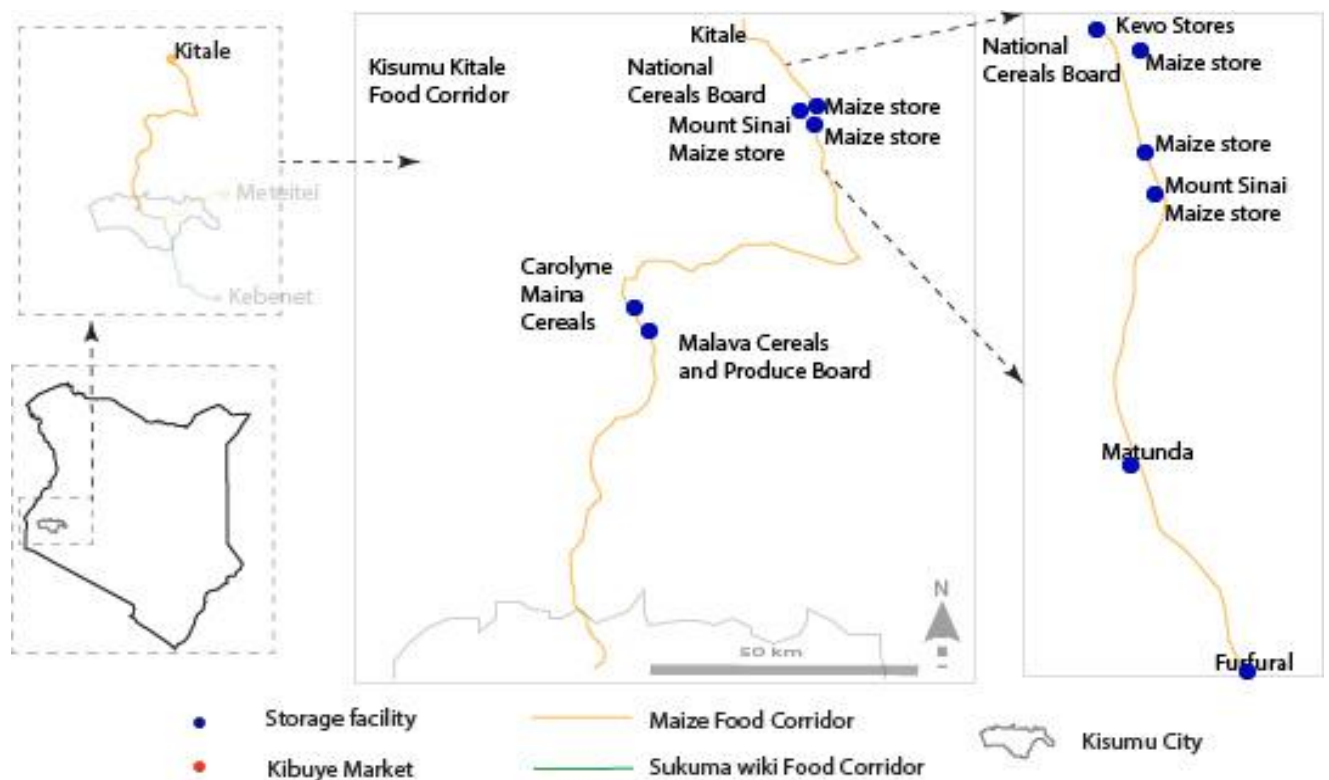 Kitale
Meteitei
Kebenet
Kisumu Kitale
Food Corridor
Kitale
National
Cereals Board
Mount Sinai
Maize store
Maize store
Maize store
Carolyne
Maina
Cereals
Malava Cereals
and Produce Board
N
50 km
Kevo Stores
National
Cereals Board
Maize store
Maize store
Mount Sinai
Maize store
Matunda
Furfural
Storage facility
Maize Food Corridor
Kisumu City
Kibuye Market
Sukuma wiki Food Corridor